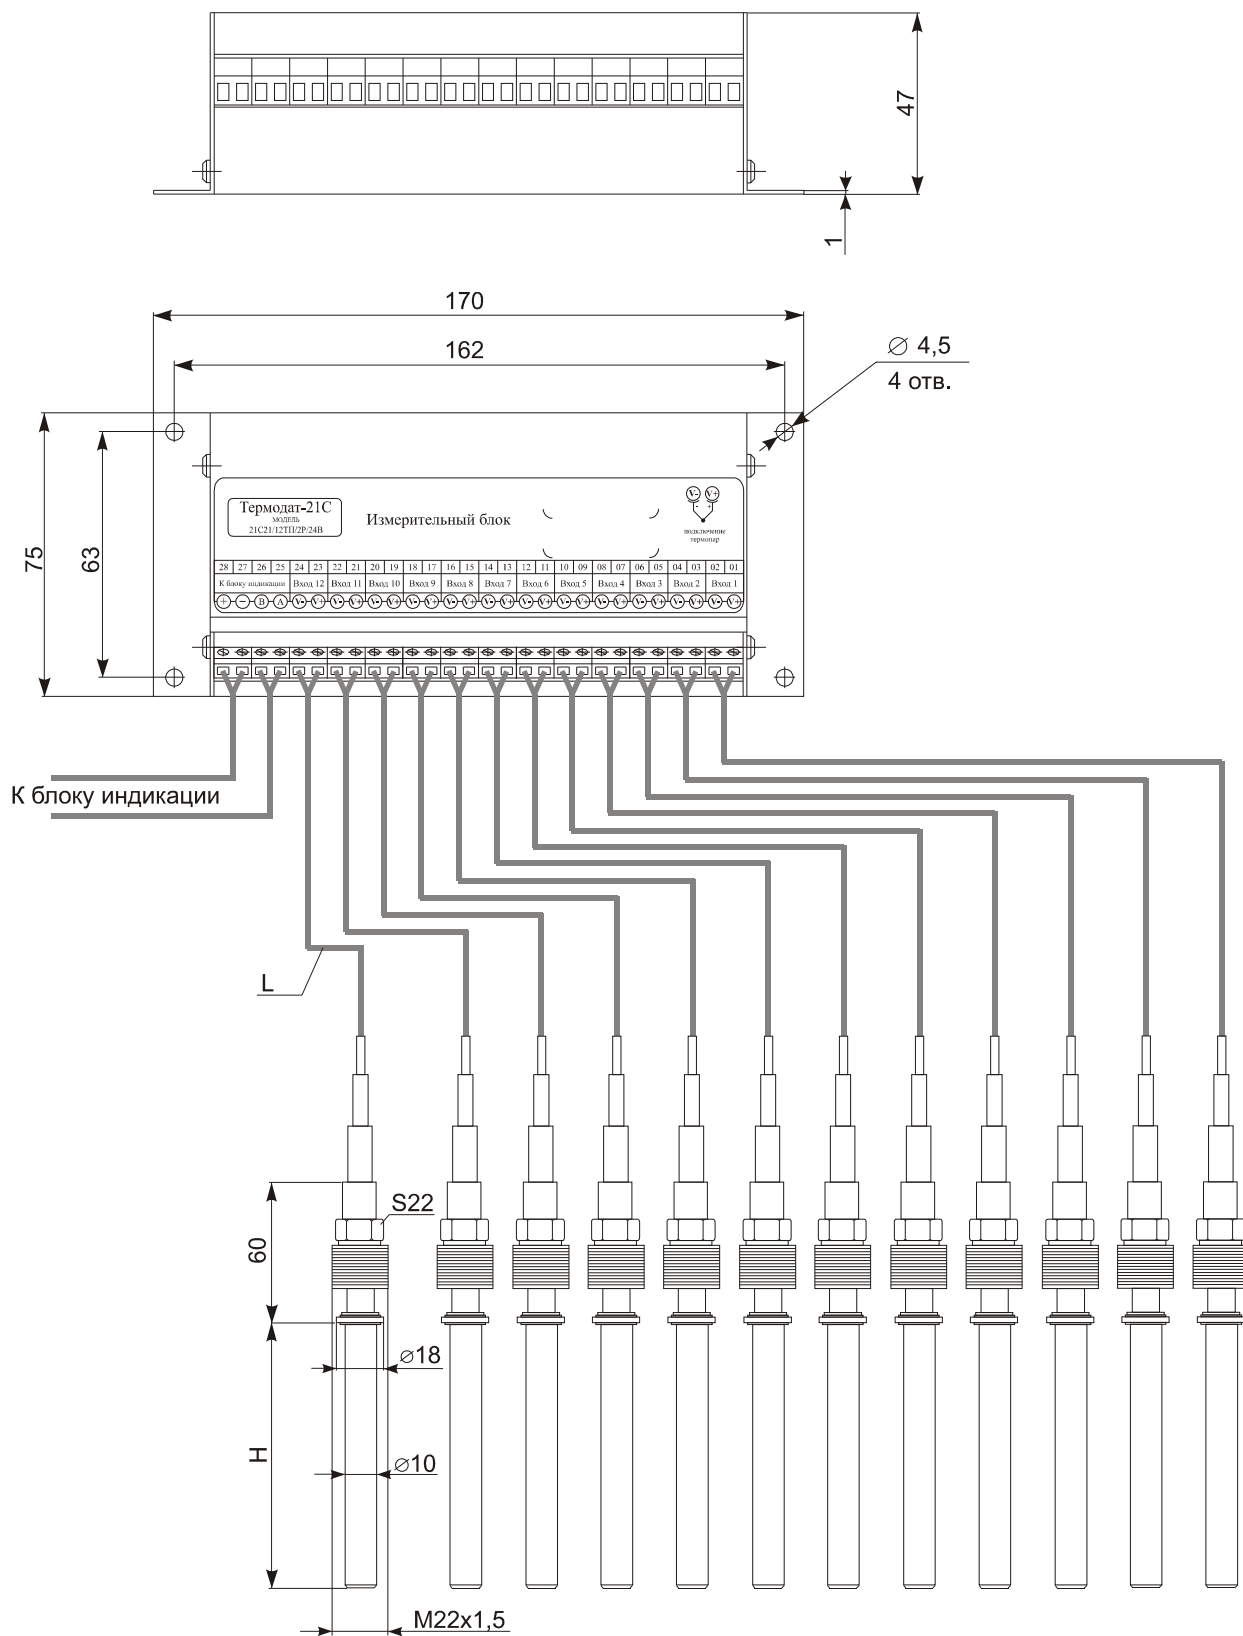 47
1
170
162
⌀ 4,5
4 отв.
75
63
Термодат-21С
МОДЕЛЬ
21С21/12ТП/2Р/24В
Измерительный блок
V- V+
- +
подключение
термопар
28 27 26 25 24 23 22 21 20 19 18 17 16 15 14 13 12 11 10 09 08 07 06 05 04 03 02 01
К блоку индикации Вход 12 Вход 11 Вход 10 Вход 9 Вход 8 Вход 7 Вход 6 Вход 5 Вход 4 Вход 3 Вход 2 Вход 1
+ − B A V- V+ V- V+ V- V+ V- V+ V- V+ V- V+ V- V+ V- V+ V- V+ V- V+ V- V+ V- V+
К блоку индикации
L
S22
60
⌀18
H
⌀10
M22x1,5